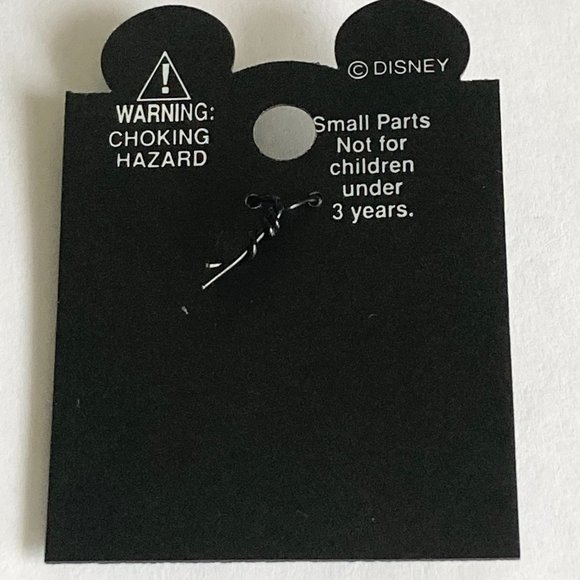 © DISNEY
WARNING:
CHOKING
HAZARD
Small Parts
Not for
children
under
3 years.